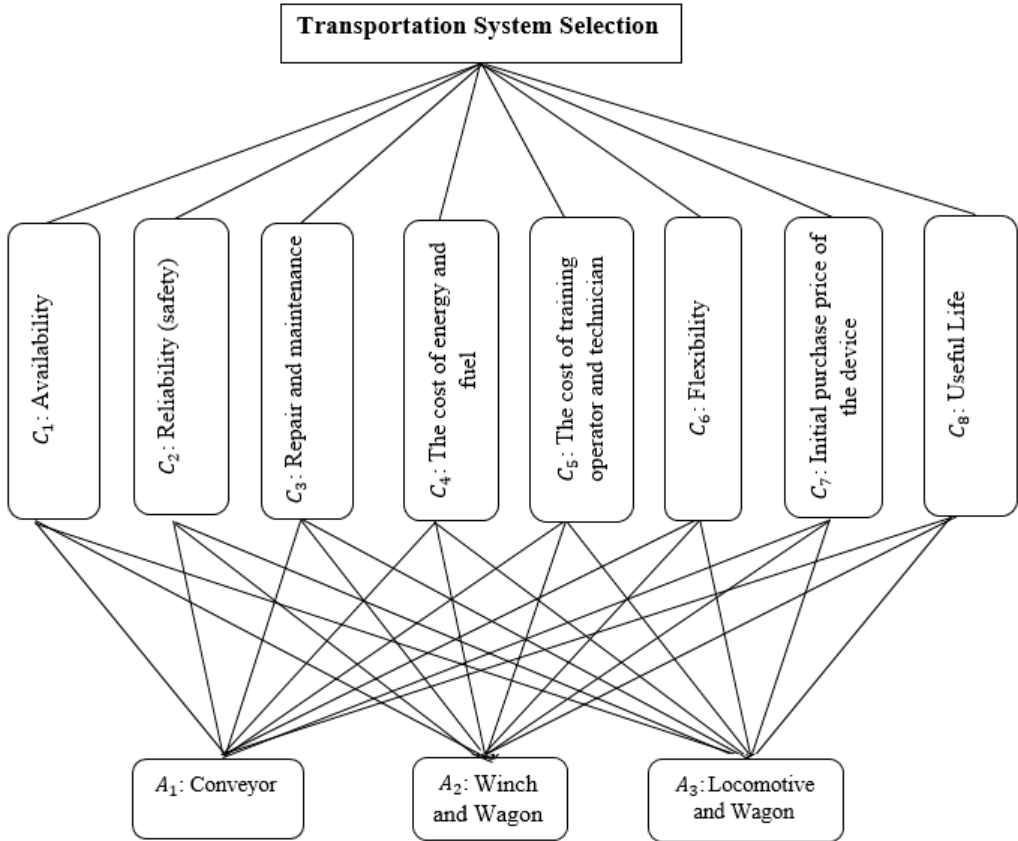 Transportation System Selection
C₁: Availability
C₂: Reliability (safety)
C₃: Repair and maintenance
C₄: The cost of energy and
fuel
C₅: The cost of training
operator and technician
C₆: Flexibility
C₇: Initial purchase price of
the device
C₈: Useful Life
A₁: Conveyor
A₂: Winch
and Wagon
A₃: Locomotive
and Wagon